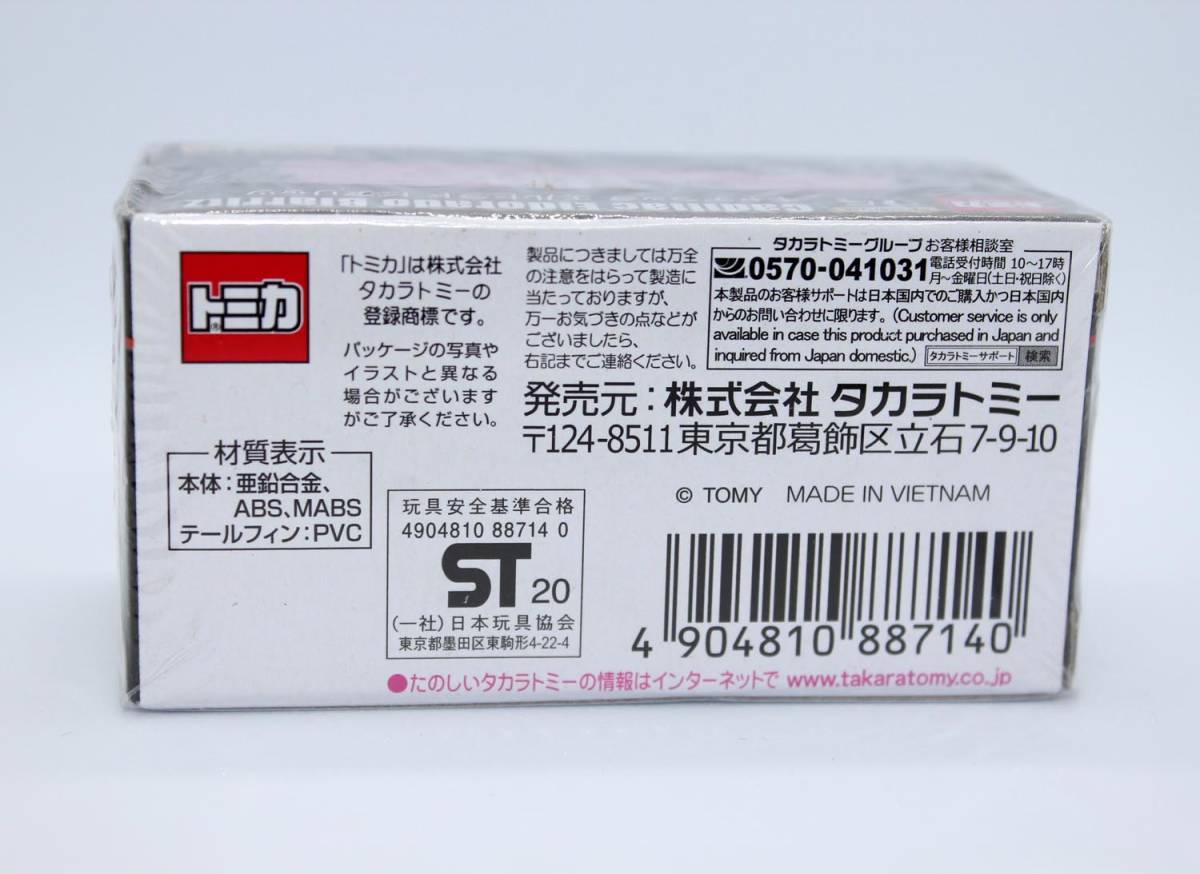 Cadillac Eldorado Biarritz
トミカ
®
「トミカ」は株式会社
タカラトミーの
登録商標です。
パッケージの写真や
イラストと異なる
場合がございます
がご了承ください。
製品につきましては万全
の注意をはらって製造に
当たっておりますが、
万一お気づきの点などが
ございましたら、
右記までご連絡ください。
タカラトミーグループ お客様相談室
0570-041031 電話受付時間 10〜17時
月〜金曜日(土日・祝日除く)
本製品のお客様サポートは日本国内でのご購入かつ日本国内
からのお問い合わせに限ります。(Customer service is only
available in case this product purchased in Japan and
inquired from Japan domestic.) タカラトミーサポート 検索
発売元:株式会社 タカラトミー
〒124-8511 東京都葛飾区立石7-9-10
材質表示
本体:亜鉛合金、
ABS、MABS
テールフィン:PVC
玩具安全基準合格
4904810 88714 0
ST 20
(一社)日本玩具協会
東京都墨田区東駒形4-22-4
© TOMY MADE IN VIETNAM
4 904810 887140
●たのしいタカラトミーの情報はインターネットで www.takaratomy.co.jp